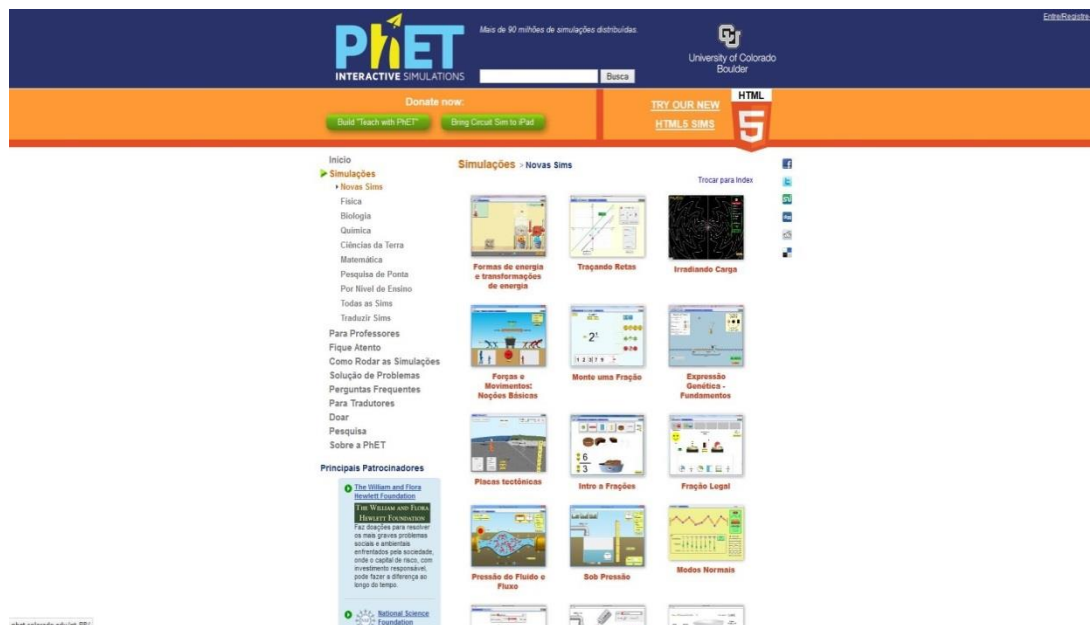 Entre/Registre
PhET
INTERACTIVE SIMULATIONS
Mais de 90 milhões de simulações distribuídas.
Busca
University of Colorado
Boulder
Donate now:
Build "Teach with PhET"
Bring Circuit Sim to iPad
TRY OUR NEW
HTML5 SIMS
HTML
5
Início
Simulações
Novas Sims
Física
Biologia
Química
Ciências da Terra
Matemática
Pesquisa de Ponta
Por Nível de Ensino
Todas as Sims
Traduzir Sims
Para Professores
Fique Atento
Como Rodar as Simulações
Solução de Problemas
Perguntas Frequentes
Para Tradutores
Doar
Pesquisa
Sobre a PhET
Principais Patrocinadores
The William and Flora
Hewlett Foundation
THE WILLIAM AND FLORA
HEWLETT FOUNDATION
Faz doações para resolver
os mais graves problemas
sociais e ambientais
enfrentados pela sociedade,
onde o capital de risco, com
investimento responsável,
pode fazer a diferença ao
longo do tempo.
National Science
Foundation
Simulações > Novas Sims
Trocar para Index
Formas de energia
e transformações
de energia
Traçando Retas
Irradiando Carga
Forças e
Movimentos:
Noções Básicas
Monte uma Fração
Expressão
Genética -
Fundamentos
Placas tectônicas
Intro a Frações
Fração Legal
Pressão do Fluido e
Fluxo
Sob Pressão
Modos Normais